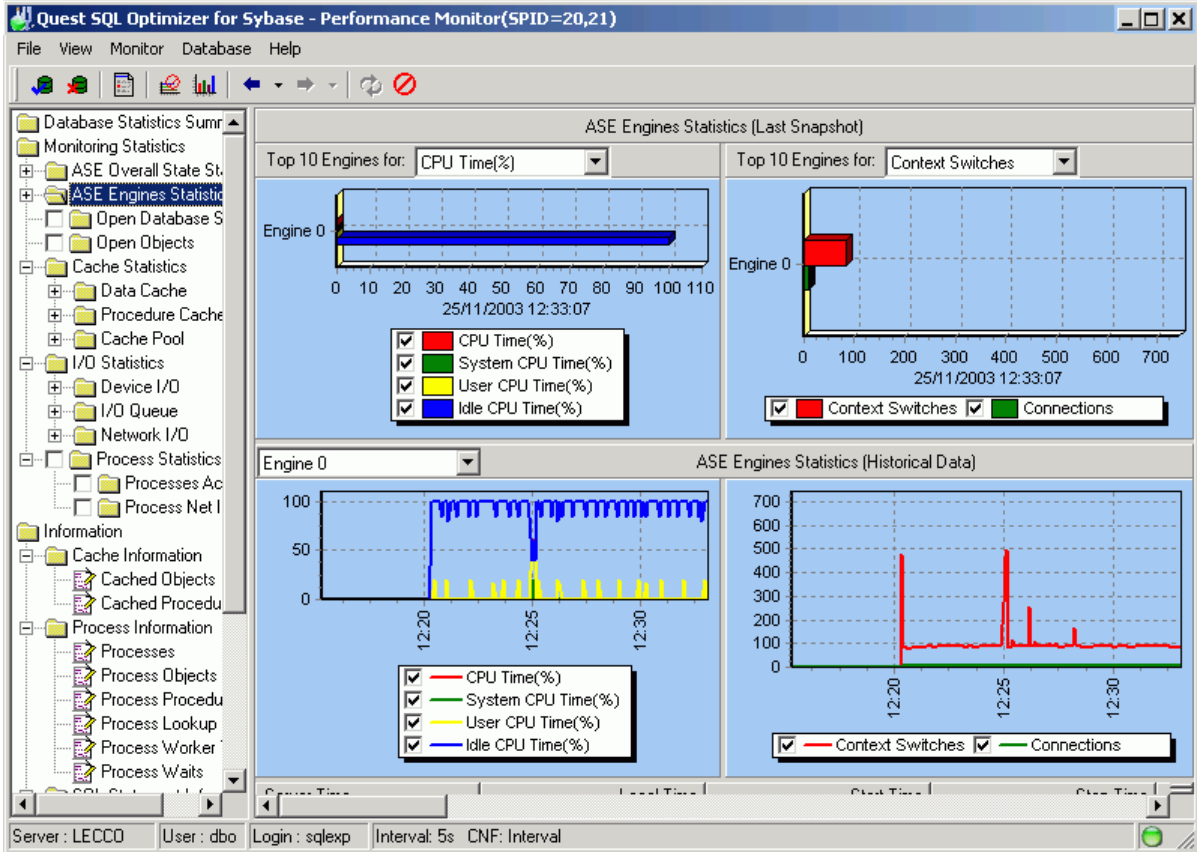 Quest SQL Optimizer for Sybase - Performance Monitor(SPID=20,21)
File View Monitor Database Help
Database Statistics Sumr
Monitoring Statistics
ASE Overall State St
ASE Engines Statistic
Open Database S
Open Objects
Cache Statistics
Data Cache
Procedure Cache
Cache Pool
I/O Statistics
Device I/O
I/O Queue
Network I/O
Process Statistics
Processes Ac
Process Net I
Information
Cache Information
Cached Objects
Cached Procedu
Process Information
Processes
Process Objects
Process Procedu
Process Lookup
Process Worker
Process Waits
ASE Engines Statistics (Last Snapshot)
Top 10 Engines for: CPU Time(%)
Engine 0
0 10 20 30 40 50 60 70 80 90 100 110
25/11/2003 12:33:07
CPU Time(%)
System CPU Time(%)
User CPU Time(%)
Idle CPU Time(%)
Top 10 Engines for: Context Switches
Engine 0
0 100 200 300 400 500 600 700
25/11/2003 12:33:07
Context Switches Connections
Engine 0
ASE Engines Statistics (Historical Data)
100
50
0
12:20 12:25 12:30
CPU Time(%)
System CPU Time(%)
User CPU Time(%)
Idle CPU Time(%)
700
600
500
400
300
200
100
0
12:20 12:25 12:30
Context Switches Connections
Server Time Local Time Start Time Stop Time
Server : LECCO User : dbo Login : sqlexp Interval: 5s CNF: Interval